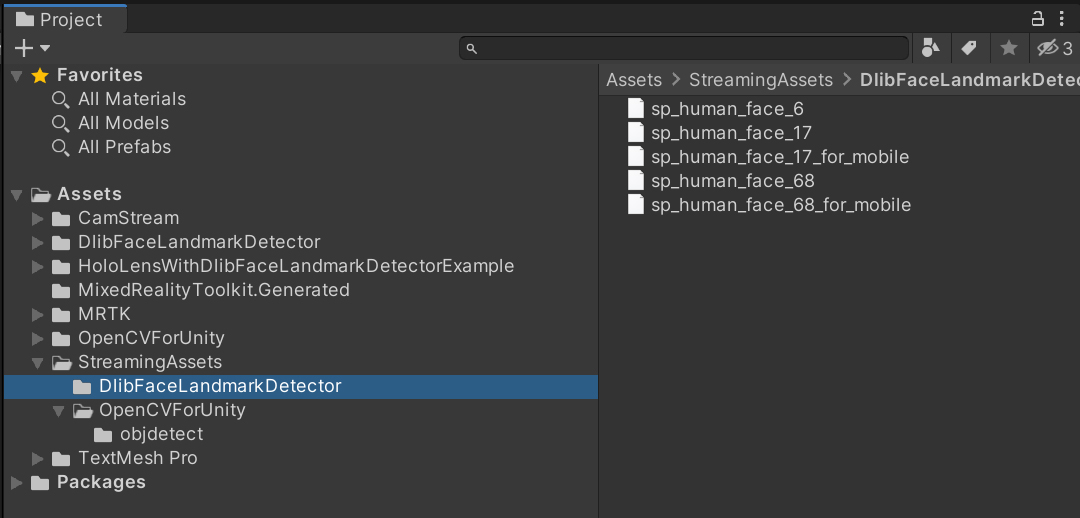 Project
3
Favorites
All Materials
All Models
All Prefabs
Assets
CamStream
DlibFaceLandmarkDetector
HoloLensWithDlibFaceLandmarkDetectorExample
MixedRealityToolkit.Generated
MRTK
OpenCVForUnity
StreamingAssets
DlibFaceLandmarkDetector
OpenCVForUnity
objdetect
TextMesh Pro
Packages
Assets > StreamingAssets > DlibFaceLandmarkDetec
sp_human_face_6
sp_human_face_17
sp_human_face_17_for_mobile
sp_human_face_68
sp_human_face_68_for_mobile